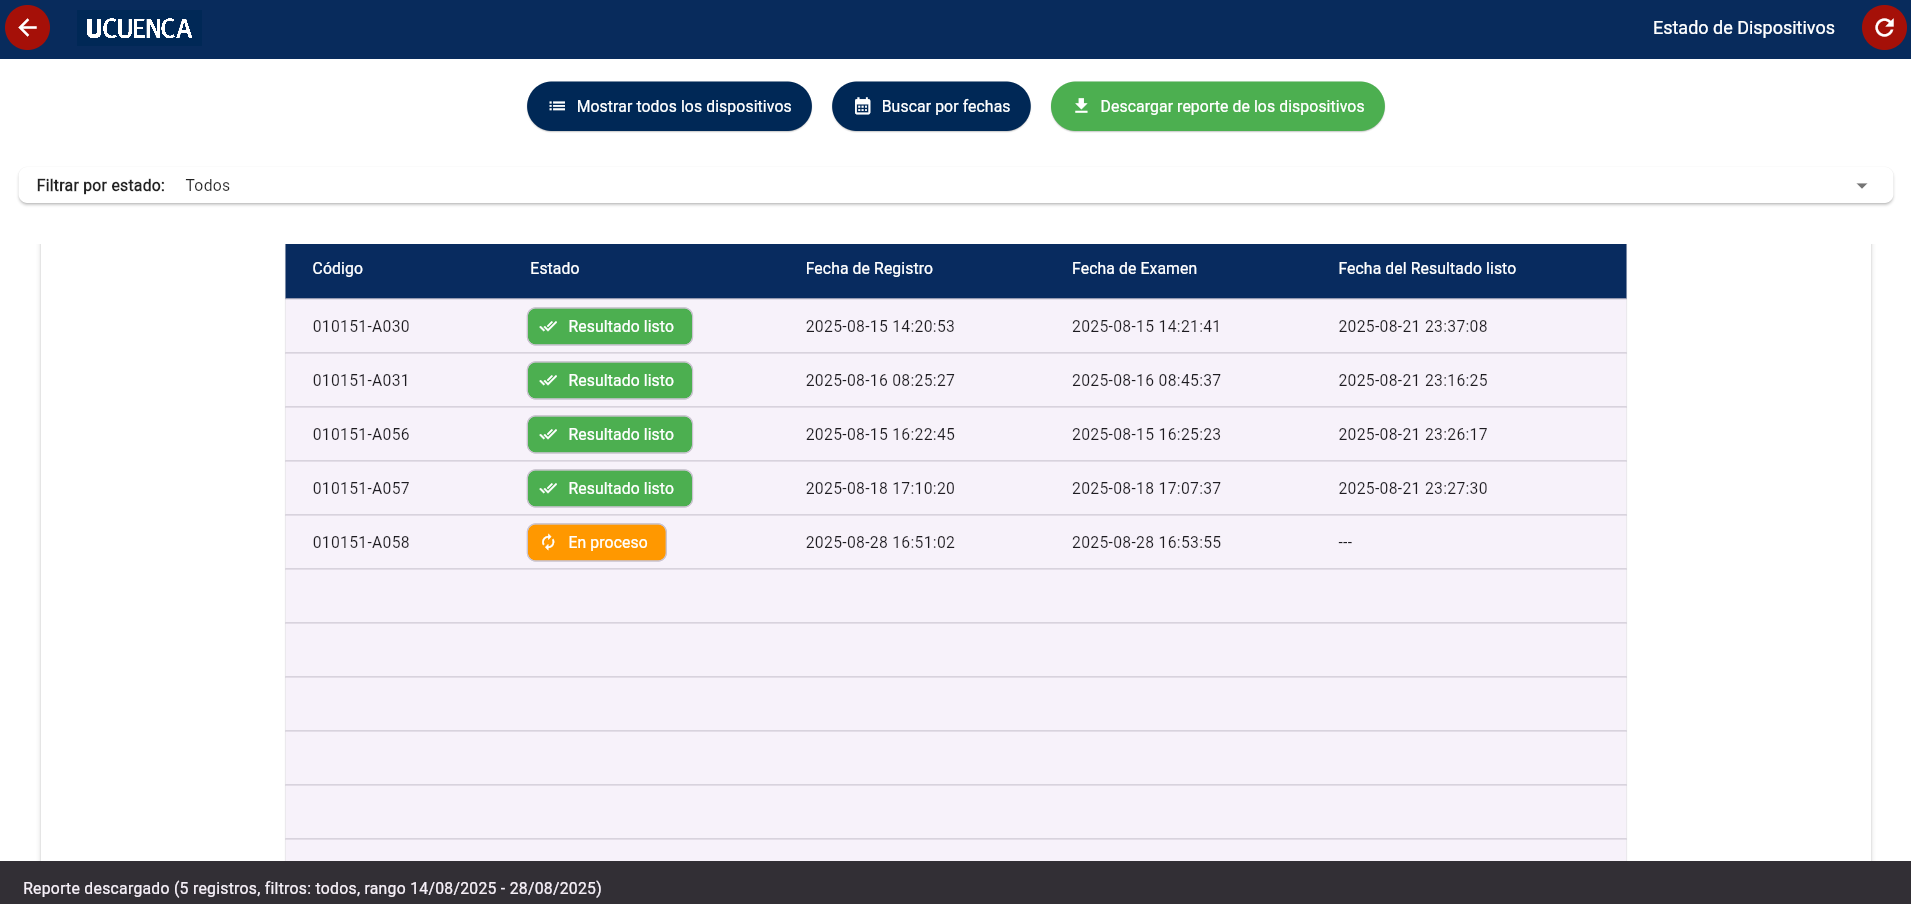 UCUENCA
Estado de Dispositivos
Mostrar todos los dispositivos
Buscar por fechas
Descargar reporte de los dispositivos
Filtrar por estado: Todos
Código Estado Fecha de Registro Fecha de Examen Fecha del Resultado listo
010151-A030 Resultado listo 2025-08-15 14:20:53 2025-08-15 14:21:41 2025-08-21 23:37:08
010151-A031 Resultado listo 2025-08-16 08:25:27 2025-08-16 08:45:37 2025-08-21 23:16:25
010151-A056 Resultado listo 2025-08-15 16:22:45 2025-08-15 16:25:23 2025-08-21 23:26:17
010151-A057 Resultado listo 2025-08-18 17:10:20 2025-08-18 17:07:37 2025-08-21 23:27:30
010151-A058 En proceso 2025-08-28 16:51:02 2025-08-28 16:53:55 ---
Reporte descargado (5 registros, filtros: todos, rango 14/08/2025 - 28/08/2025)